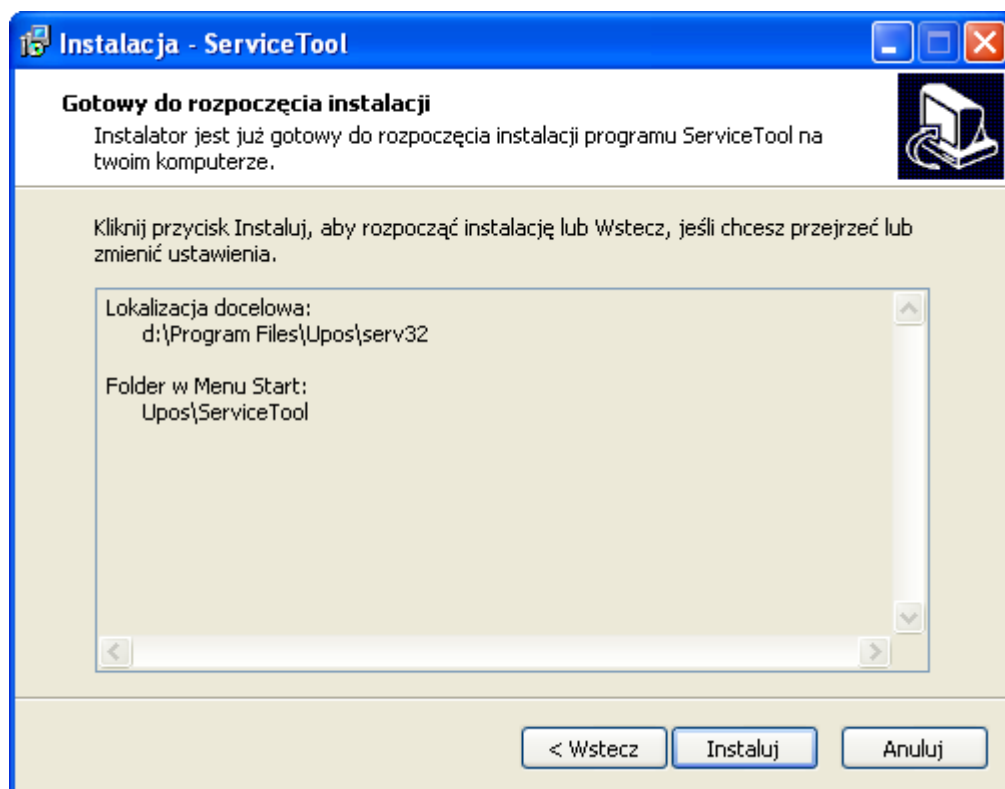 Instalacja - ServiceTool
Gotowy do rozpoczęcia instalacji
Instalator jest już gotowy do rozpoczęcia instalacji programu ServiceTool na
twoim komputerze.
Kliknij przycisk Instaluj, aby rozpocząć instalację lub Wstecz, jeśli chcesz przejrzeć lub
zmienić ustawienia.
Lokalizacja docelowa:
d:\Program Files\Upos\serv32
Folder w Menu Start:
Upos\ServiceTool
< Wstecz
Instaluj
Anuluj